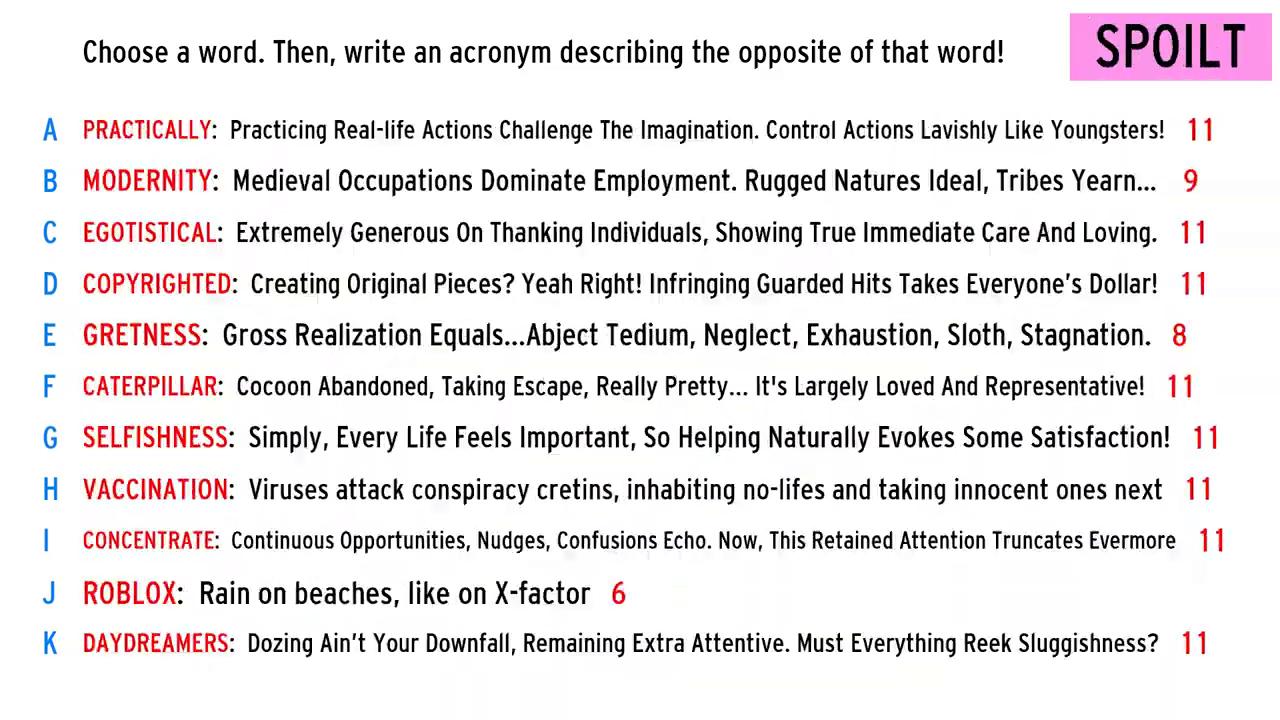 Choose a word. Then, write an acronym describing the opposite of that word!
SPOILT
A PRACTICALLY: Practicing Real-life Actions Challenge The Imagination. Control Actions Lavishly Like Youngsters! 11
B MODERNITY: Medieval Occupations Dominate Employment. Rugged Natures Ideal, Tribes Yearn... 9
C EGOTISTICAL: Extremely Generous On Thanking Individuals, Showing True Immediate Care And Loving. 11
D COPYRIGHTED: Creating Original Pieces? Yeah Right! Infringing Guarded Hits Takes Everyone's Dollar! 11
E GRETNESS: Gross Realization Equals...Abject Tedium, Neglect, Exhaustion, Sloth, Stagnation. 8
F CATERPILLAR: Cocoon Abandoned, Taking Escape, Really Pretty... It's Largely Loved And Representative! 11
G SELFISHNESS: Simply, Every Life Feels Important, So Helping Naturally Evokes Some Satisfaction! 11
H VACCINATION: Viruses attack conspiracy cretins, inhabiting no-lifes and taking innocent ones next 11
I CONCENTRATE: Continuous Opportunities, Nudges, Confusions Echo. Now, This Retained Attention Truncates Evermore 11
J ROBLOX: Rain on beaches, like on X-factor 6
K DAYDREAMERS: Dozing Ain't Your Downfall, Remaining Extra Attentive. Must Everything Reek Sluggishness? 11